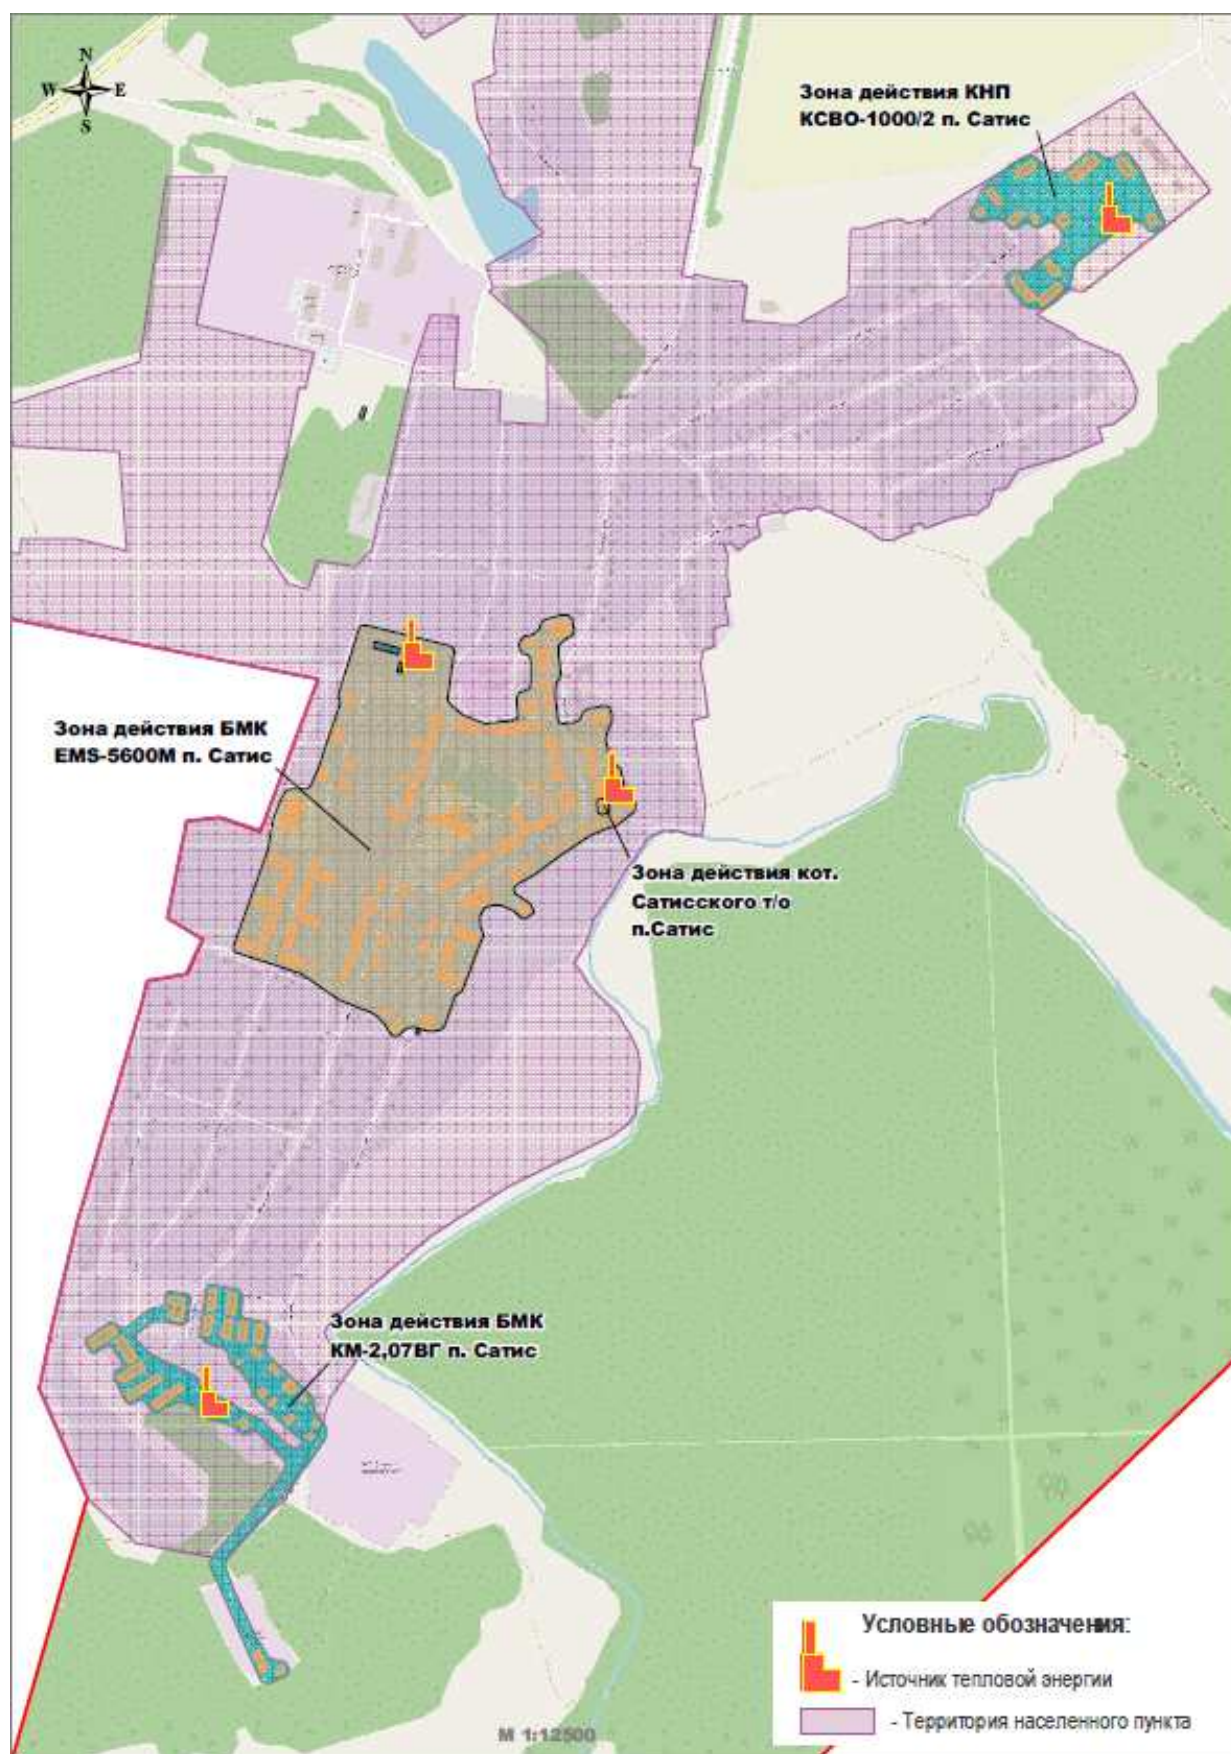 N
W E
S
Зона действия КНП
КСВО-1000/2 п. Сатис
Зона действия БМК
EMS-5600М п. Сатис
Зона действия кот.
Сатисского т/о
п.Сатис
Зона действия БМК
КМ-2,07ВГ п. Сатис
Условные обозначения:
- Источник тепловой энергии
- Территория населенного пункта
М 1:12500